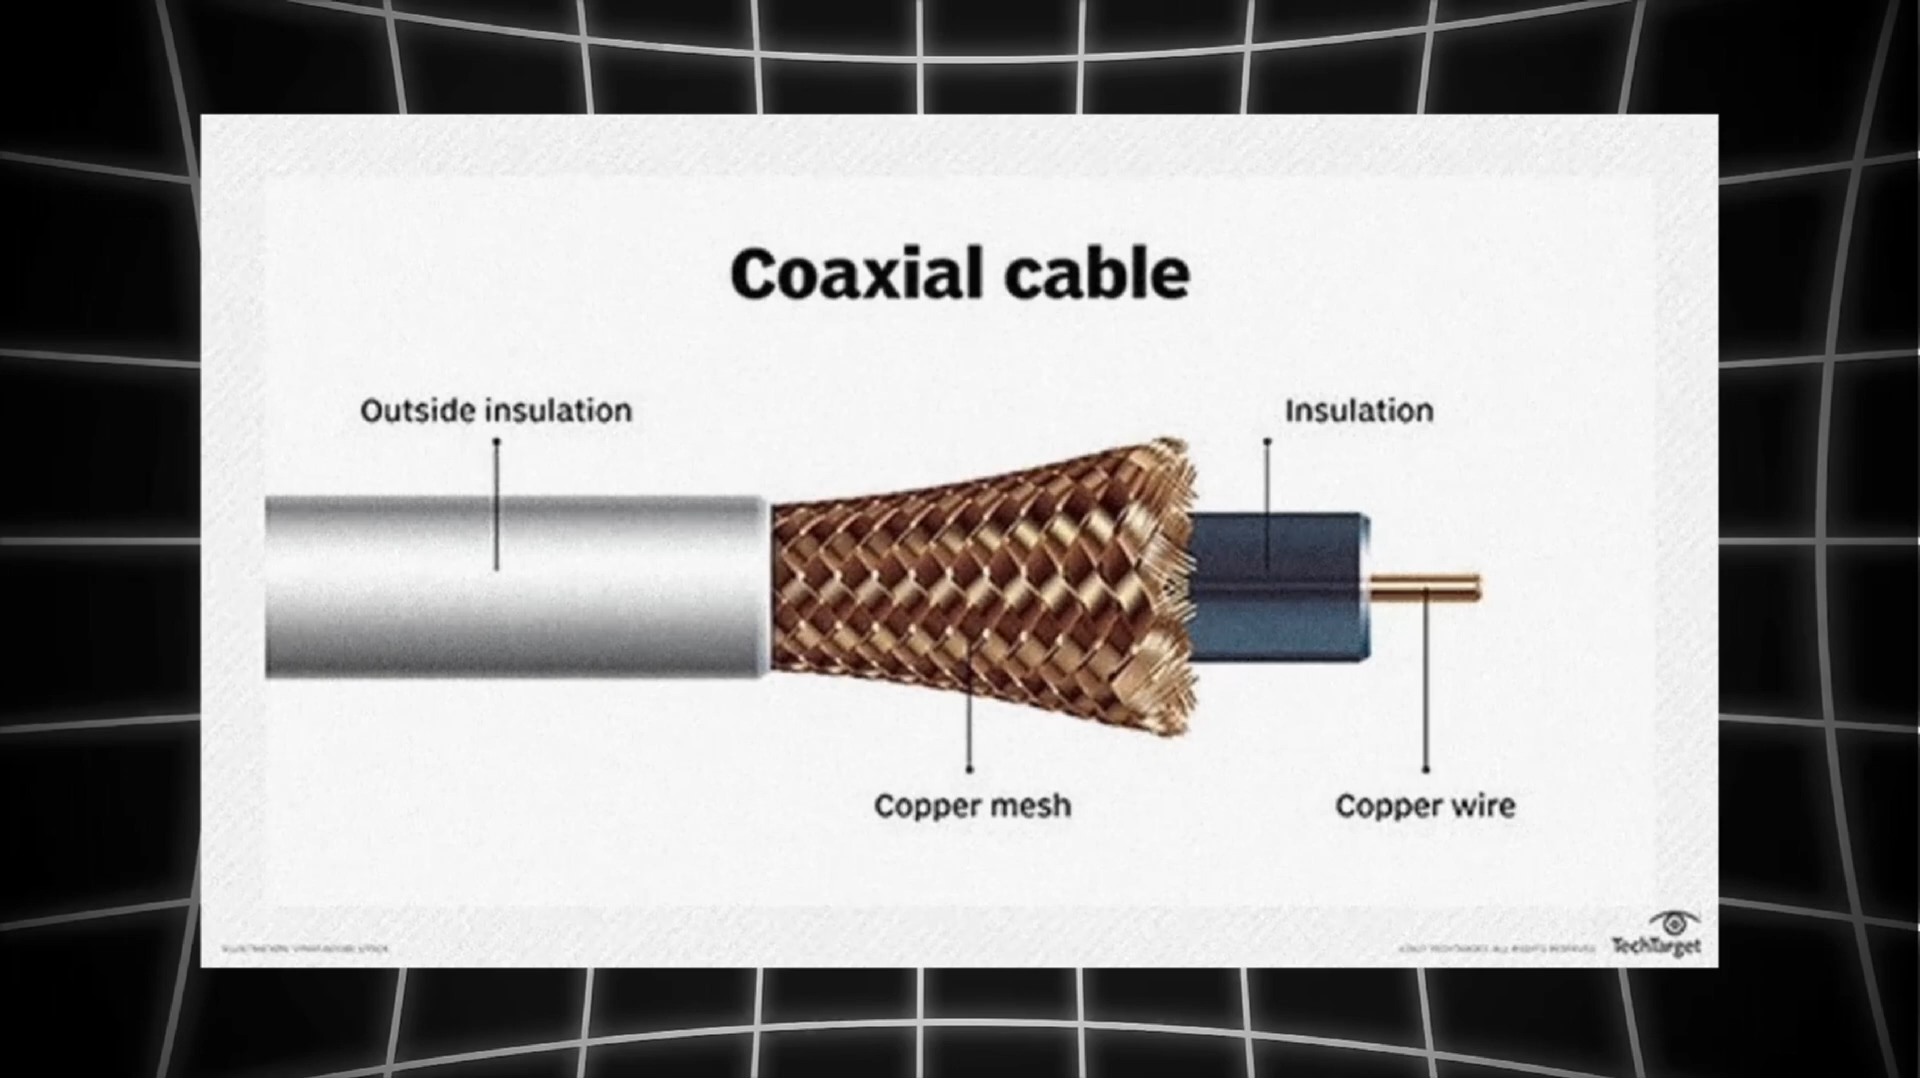 Coaxial cable
Outside insulation
Insulation
Copper mesh
Copper wire
TechTarget